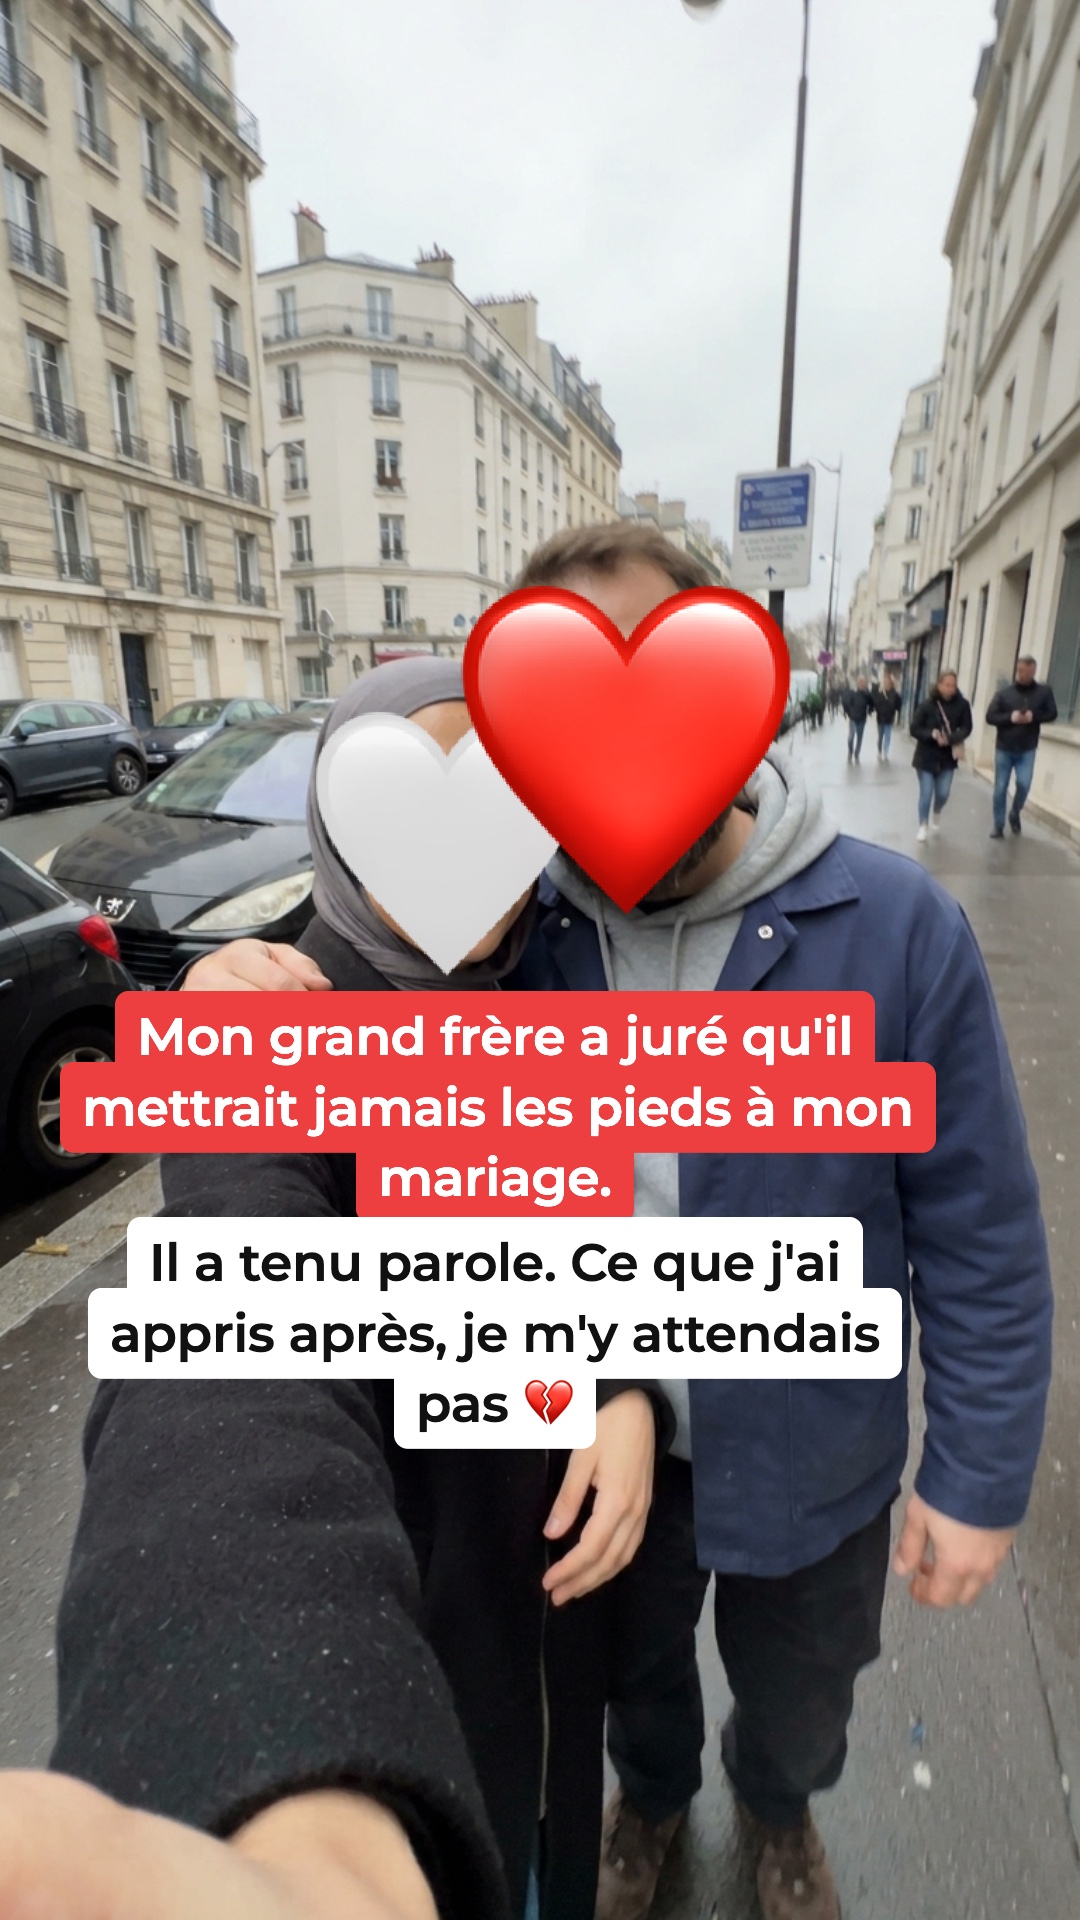 Mon grand frère a juré qu'il
mettrait jamais les pieds à mon
mariage.
Il a tenu parole. Ce que j'ai
appris après, je m'y attendais
pas 💔